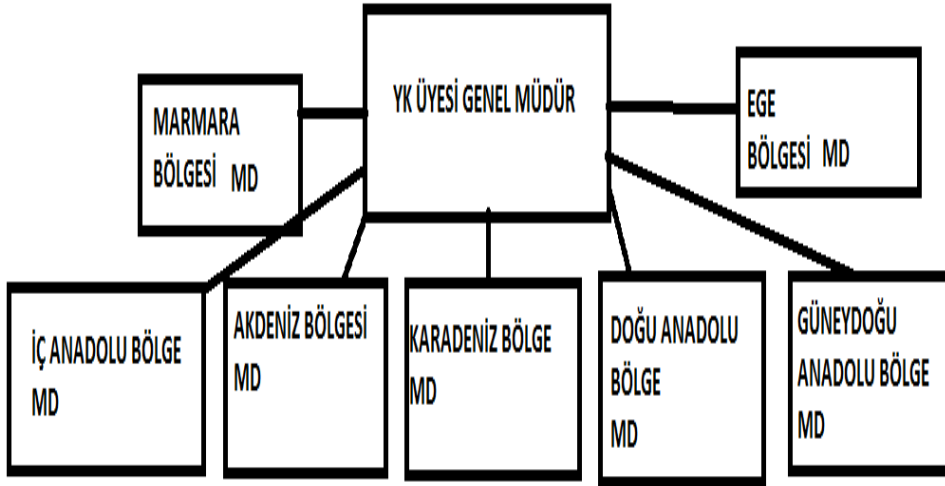 YK ÜYESİ GENEL MÜDÜR
MARMARA
BÖLGESİ MD
EGE
BÖLGESİ MD
İÇ ANADOLU BÖLGE
MD
AKDENİZ BÖLGESİ
MD
KARADENİZ BÖLGE
MD
DOĞU ANADOLU
BÖLGE
MD
GÜNEYDOĞU
ANADOLU BÖLGE
MD